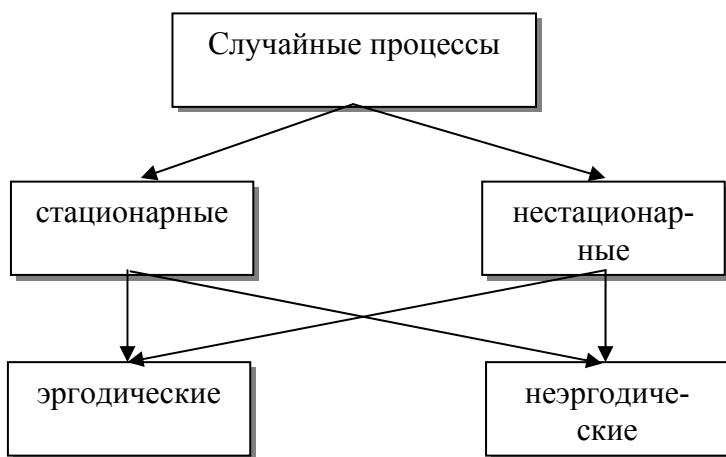 Случайные процессы
стационарные
нестационар-
ные
эргодические
неэргодиче-
ские